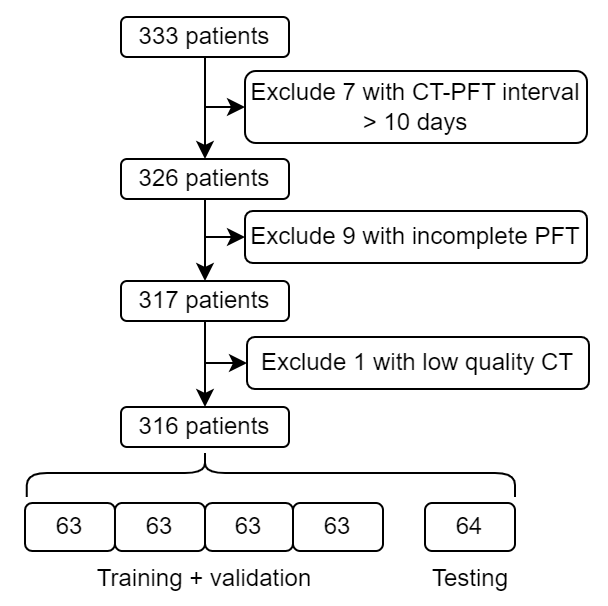 333 patients
Exclude 7 with CT-PFT interval
> 10 days
326 patients
Exclude 9 with incomplete PFT
317 patients
Exclude 1 with low quality CT
316 patients
63 63 63 63 64
Training + validation Testing